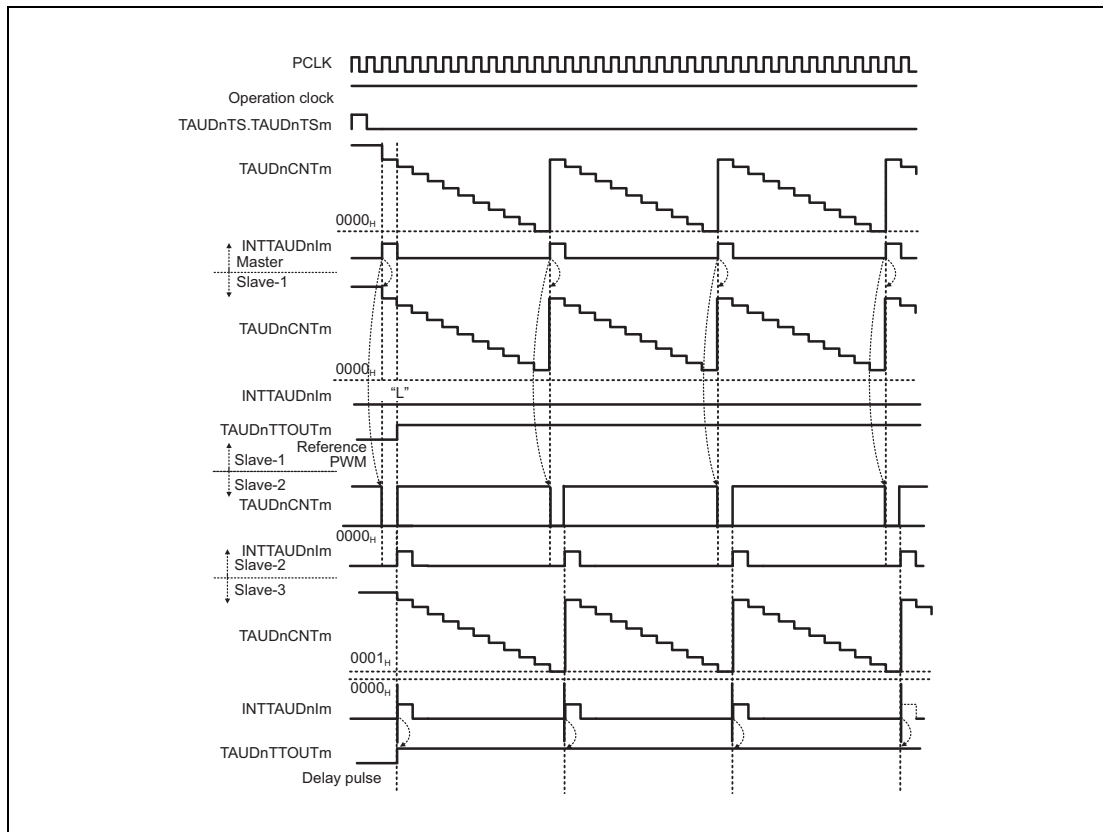 PCLK
Operation clock
TAUDnTS.TAUDnTSm
TAUDnCNTm
0000H
INTTAUDnIm
Master
Slave-1
TAUDnCNTm
0000H
INTTAUDnIm
“L”
TAUDnTTOUTm
Reference
PWM
Slave-1
Slave-2
TAUDnCNTm
0000H
INTTAUDnIm
Slave-2
Slave-3
TAUDnCNTm
0001H
0000H
INTTAUDnIm
TAUDnTTOUTm
Delay pulse